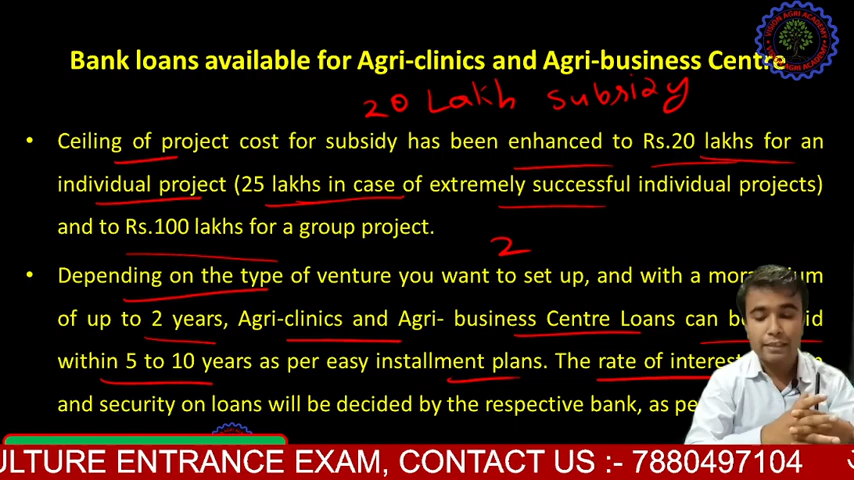 VISION AGRI ACADEMY
Bank loans available for Agri-clinics and Agri-business Centre
20 Lakh subsidy
• Ceiling of project cost for subsidy has been enhanced to Rs.20 lakhs for an
individual project (25 lakhs in case of extremely successful individual projects)
and to Rs.100 lakhs for a group project.
2
• Depending on the type of venture you want to set up, and with a
of up to 2 years, Agri-clinics and Agri- business Centre Loans can
within 5 to 10 years as per easy installment plans. The rate of interest
and security on loans will be decided by the respective bank, as
ULTURE ENTRANCE EXAM, CONTACT US :- 7880497104